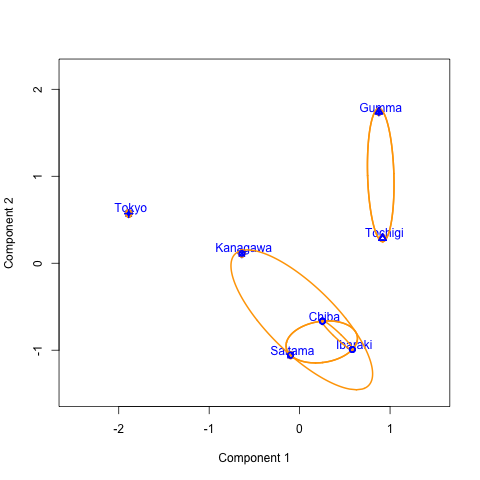 Component 2
2
1
0
-1
Gumma
Tokyo
Tochigi
Kanagawa
Chiba
Ibaraki
Saitama
-2 -1 0 1
Component 1